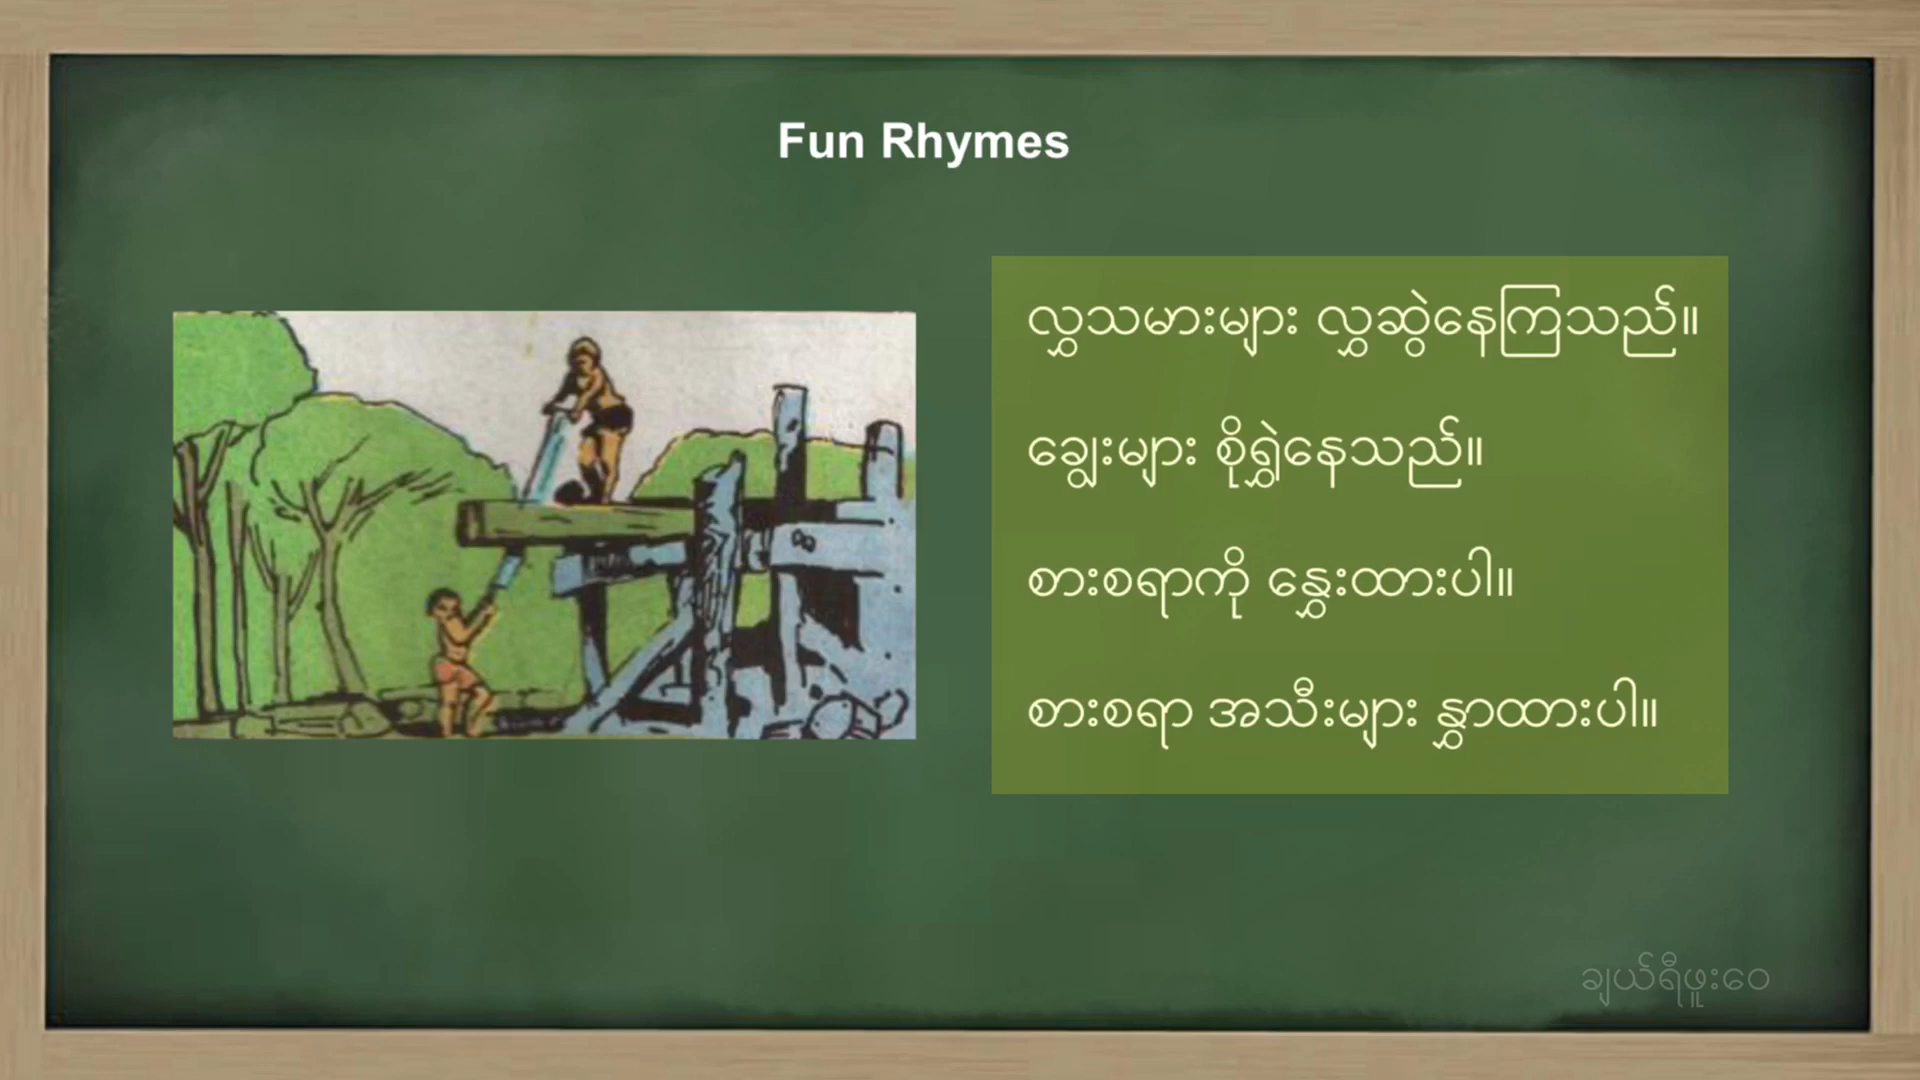 Fun Rhymes
လွှသမားများ လွှဆွဲနေကြသည်။
ချွေးများ စိုရွှဲနေသည်။
စားစရာကို နွှေးထားပါ။
စားစရာ အသီးများ နွှာထားပါ။
ချယ်ရီဖူးဝေ